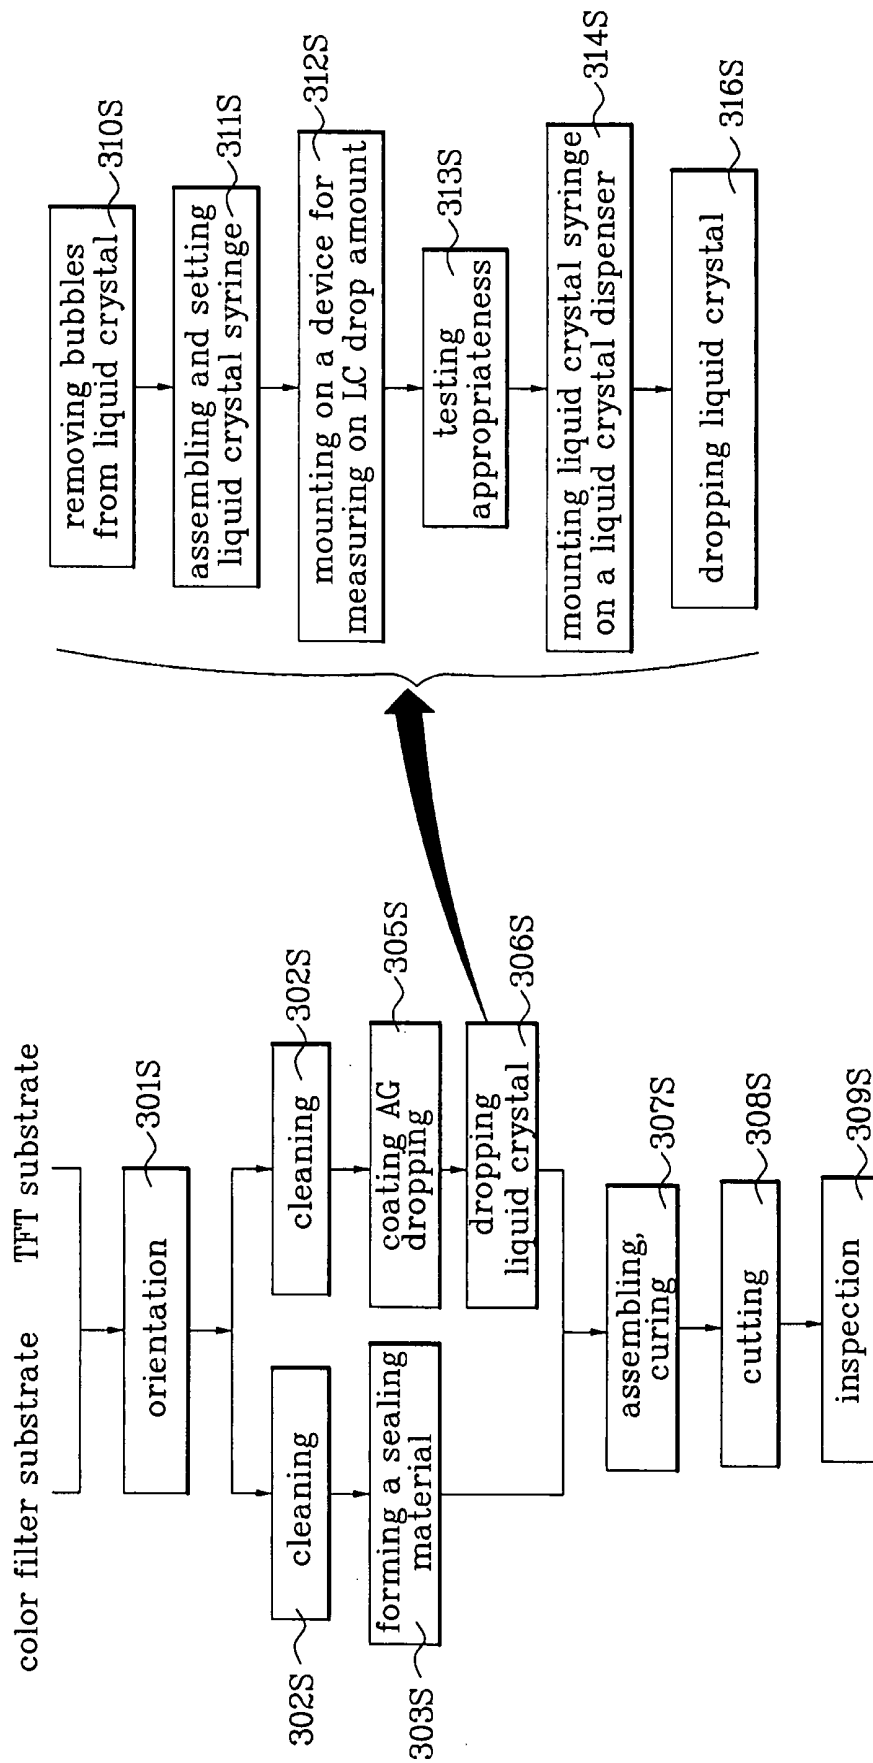 color filter substrate
TFT substrate
orientation
301S
cleaning
302S
forming a sealing
material
303S
cleaning
302S
coating AG
dropping
305S
dropping
liquid crystal
306S
assembling,
curing
307S
cutting
308S
inspection
309S
removing bubbles
from liquid crystal
310S
assembling and setting
liquid crystal syringe
311S
mounting on a device for
measuring on LC drop amount
312S
testing
appropriateness
313S
mounting liquid crystal syringe
on a liquid crystal dispenser
314S
dropping liquid crystal
316S